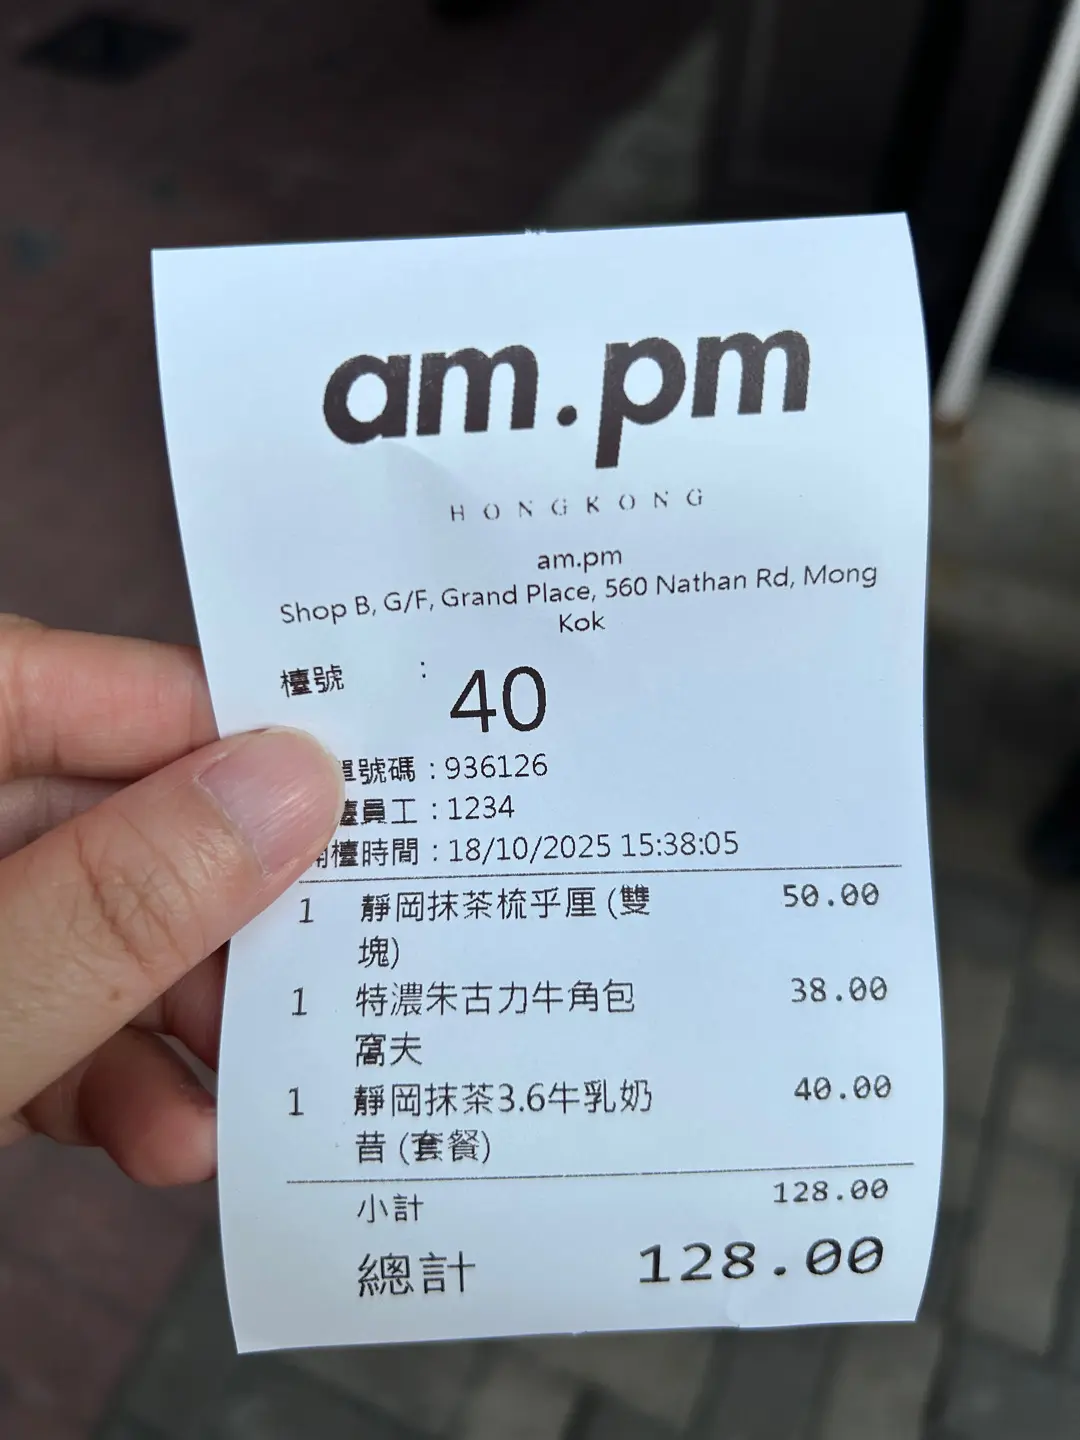 am.pm
HONGKONG
am.pm
Shop B, G/F, Grand Place, 560 Nathan Rd, Mong
Kok
檯號 : 40
單號碼 : 936126
檯員工 : 1234
開檯時間 : 18/10/2025 15:38:05
1 靜岡抹茶梳乎厘 (雙 50.00
塊)
1 特濃朱古力牛角包 38.00
窩夫
1 靜岡抹茶3.6牛乳奶 40.00
昔 (套餐)
小計 128.00
總計 128.00